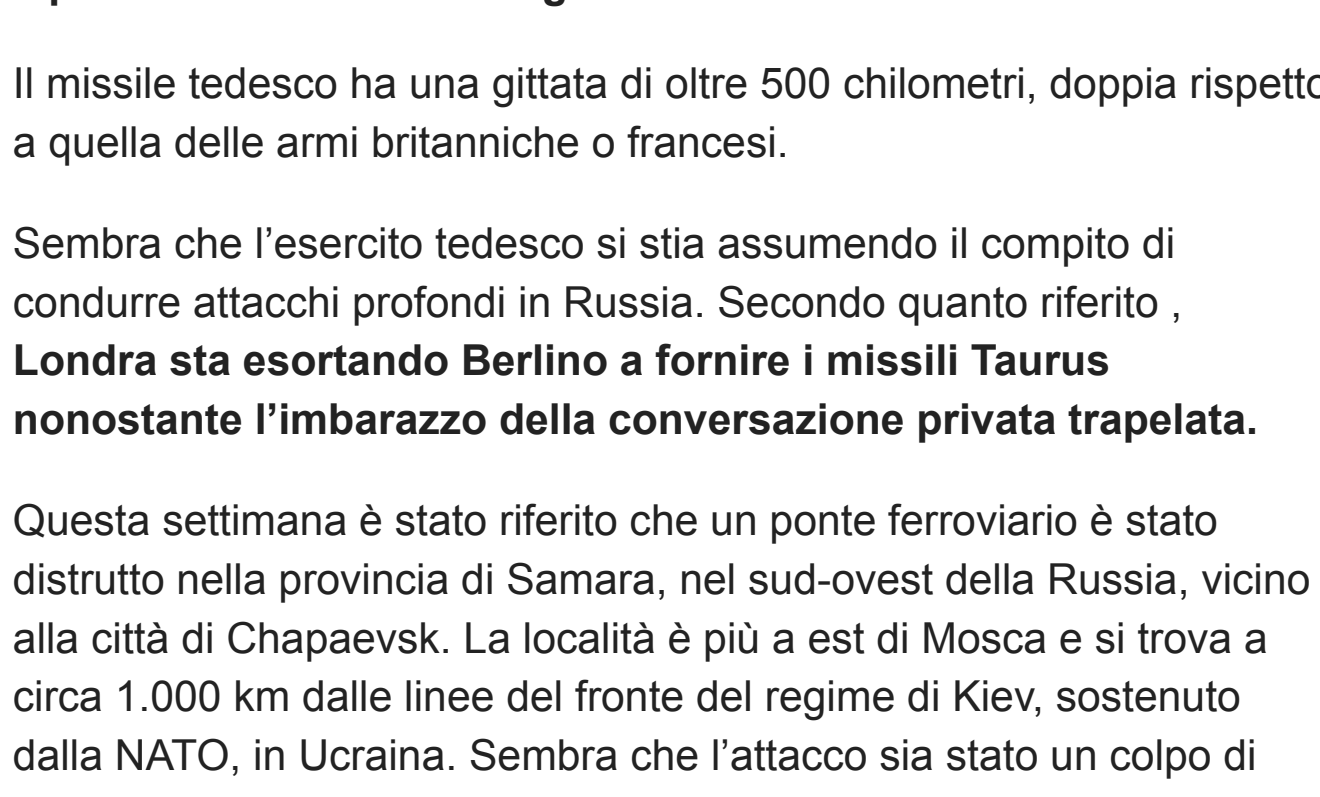 Il missile tedesco ha una gittata di oltre 500 chilometri, doppia rispetto
a quella delle armi britanniche o francesi.
Sembra che l’esercito tedesco si stia assumendo il compito di
condurre attacchi profondi in Russia. Secondo quanto riferito ,
Londra sta esortando Berlino a fornire i missili Taurus
nonostante l’imbarazzo della conversazione privata trapelata.
Questa settimana è stato riferito che un ponte ferroviario è stato
distrutto nella provincia di Samara, nel sud-ovest della Russia, vicino
alla città di Chapaevsk. La località è più a est di Mosca e si trova a
circa 1.000 km dalle linee del fronte del regime di Kiev, sostenuto
dalla NATO, in Ucraina. Sembra che l’attacco sia stato un colpo di